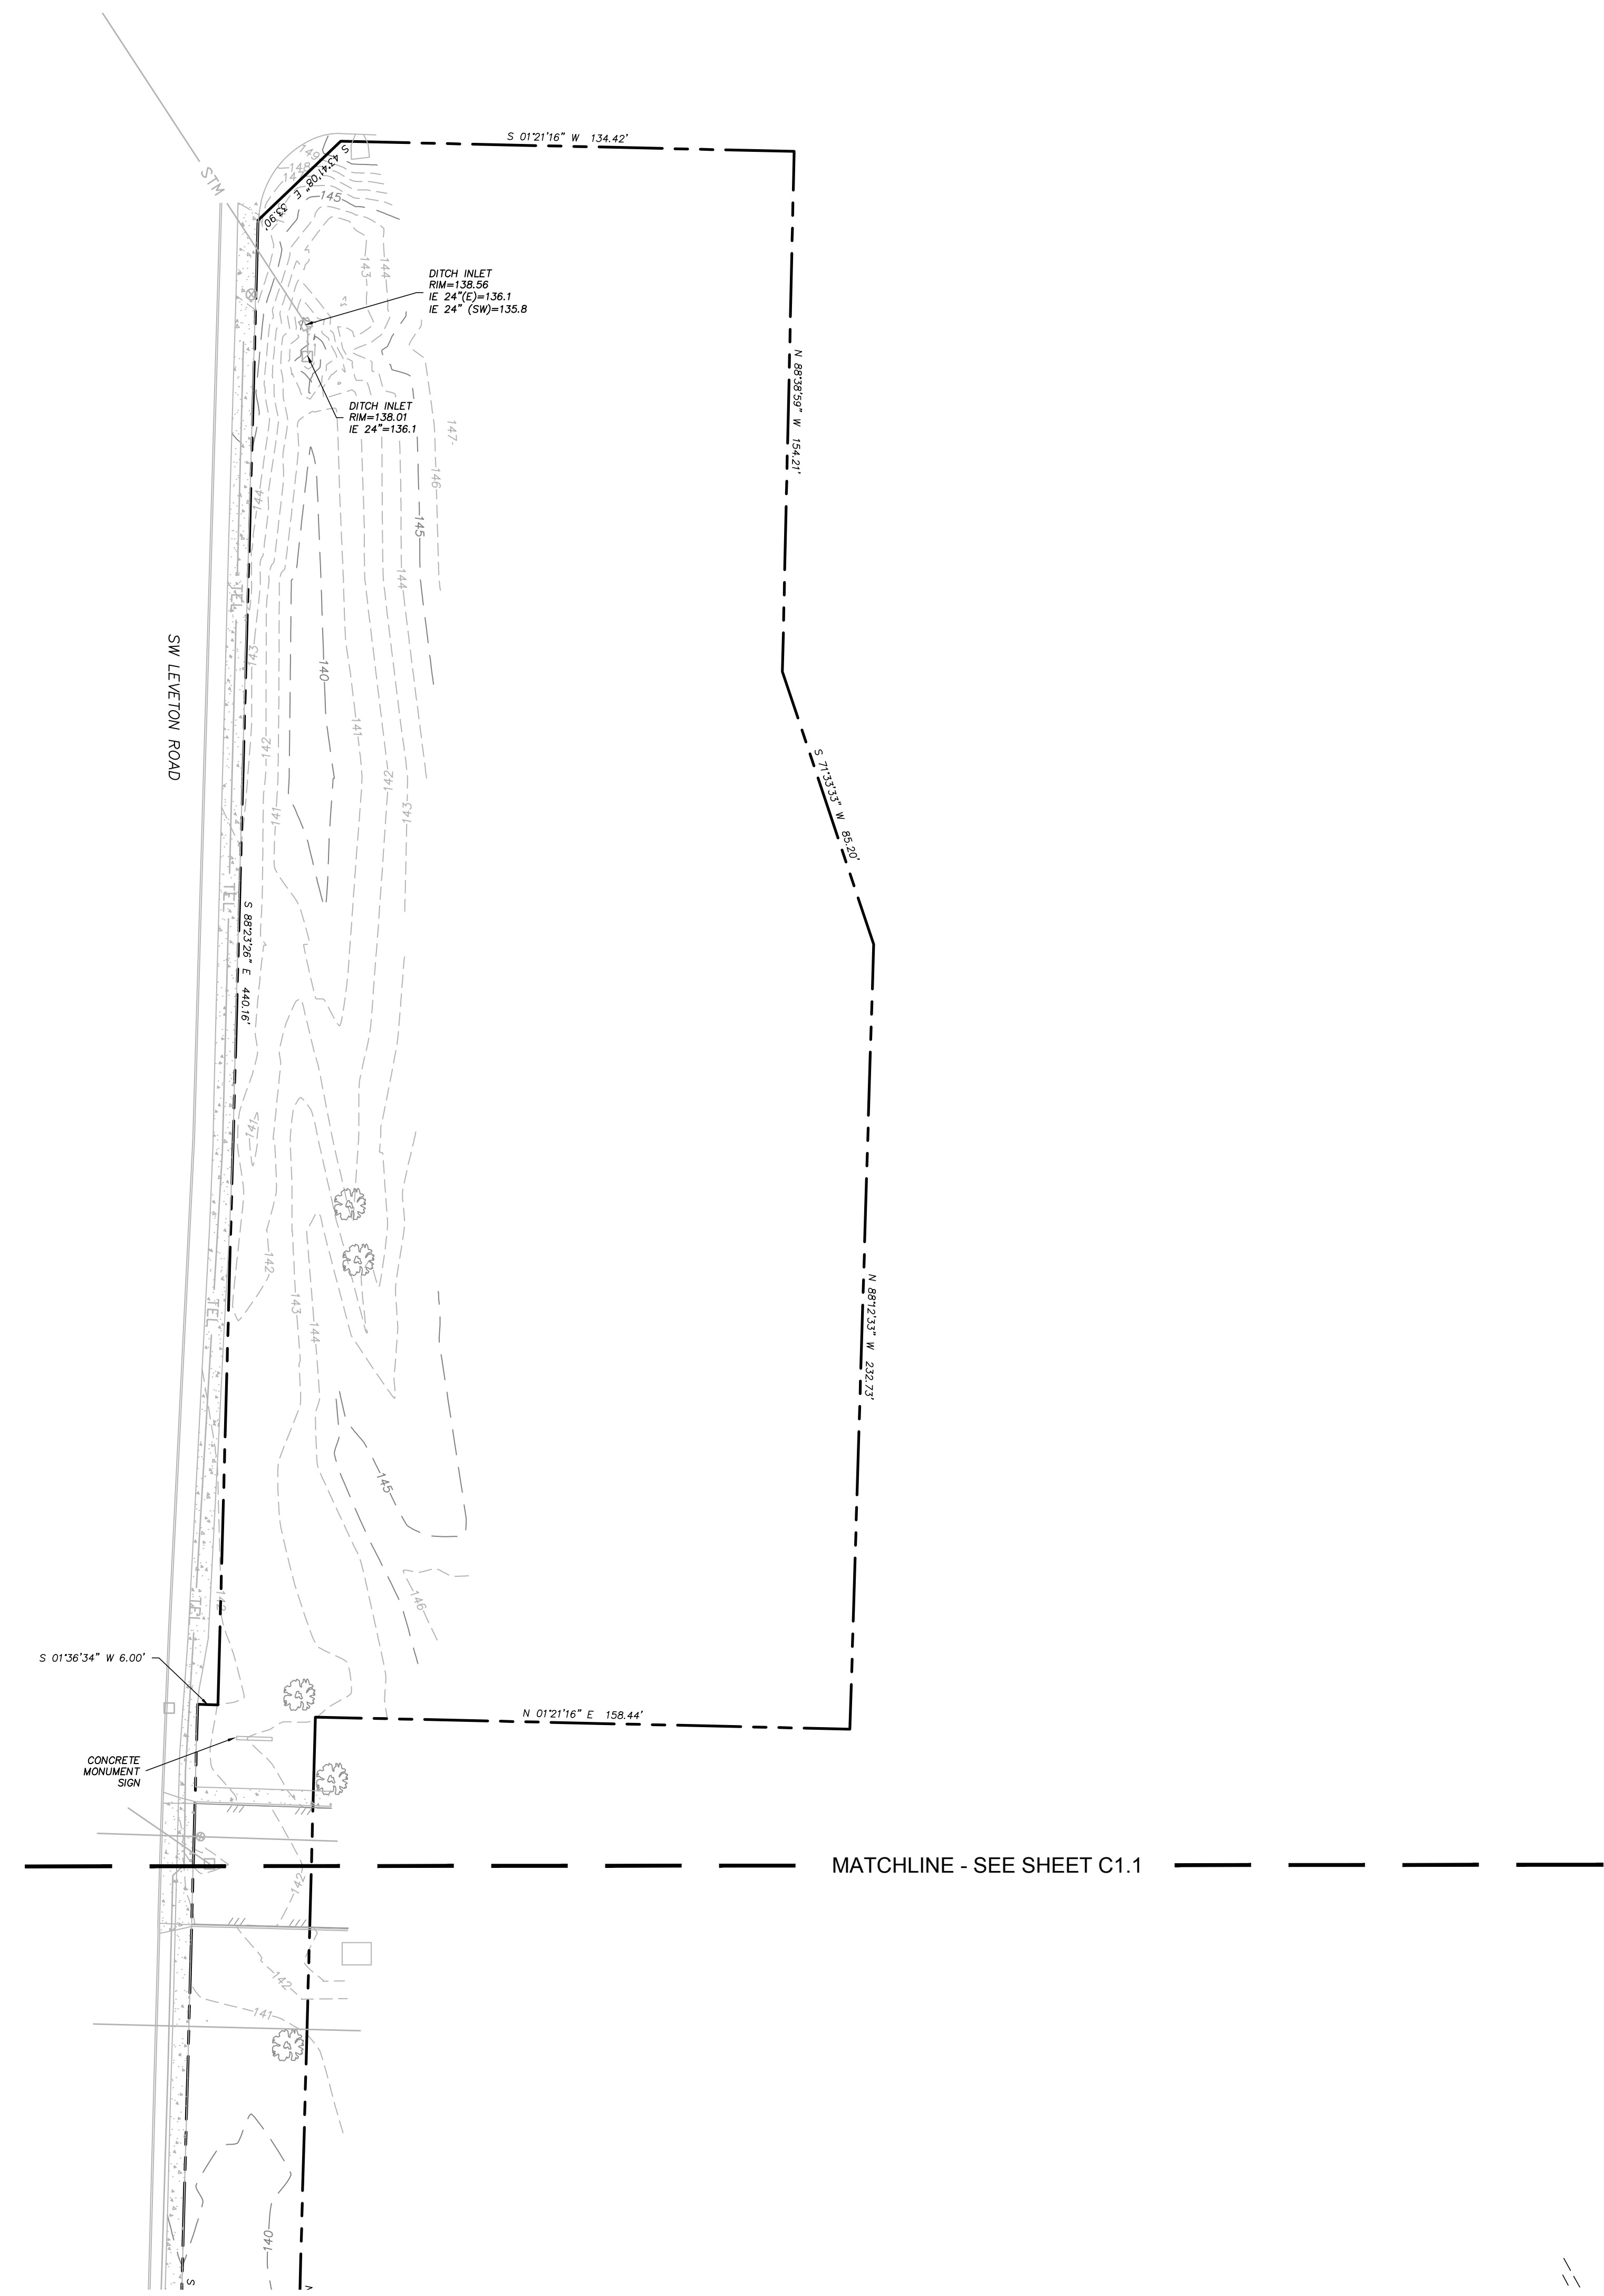 S 01°21'16" W 134.42'
149
148
147
S 43°41'08" E 33.90'
145
STM
143
144
DITCH INLET
RIM=138.56
IE 24"(E)=136.1
IE 24" (SW)=135.8
N 88°38'59" W 154.21'
DITCH INLET
RIM=138.01
IE 24"=136.1
147
146
144
145
144
TEL
SW LEVETON ROAD
143
140
141
142
142
143
141
S 71°33'33" W 85.20'
TEL
S 88°23'26" E 440.16'
141
142
143
144
TEL
N 88°12'33" W 232.73'
145
146
142
TEL
S 01°36'34" W 6.00'
N 01°21'16" E 158.44'
CONCRETE
MONUMENT
SIGN
MATCHLINE - SEE SHEET C1.1
142
142
141
140
S
N